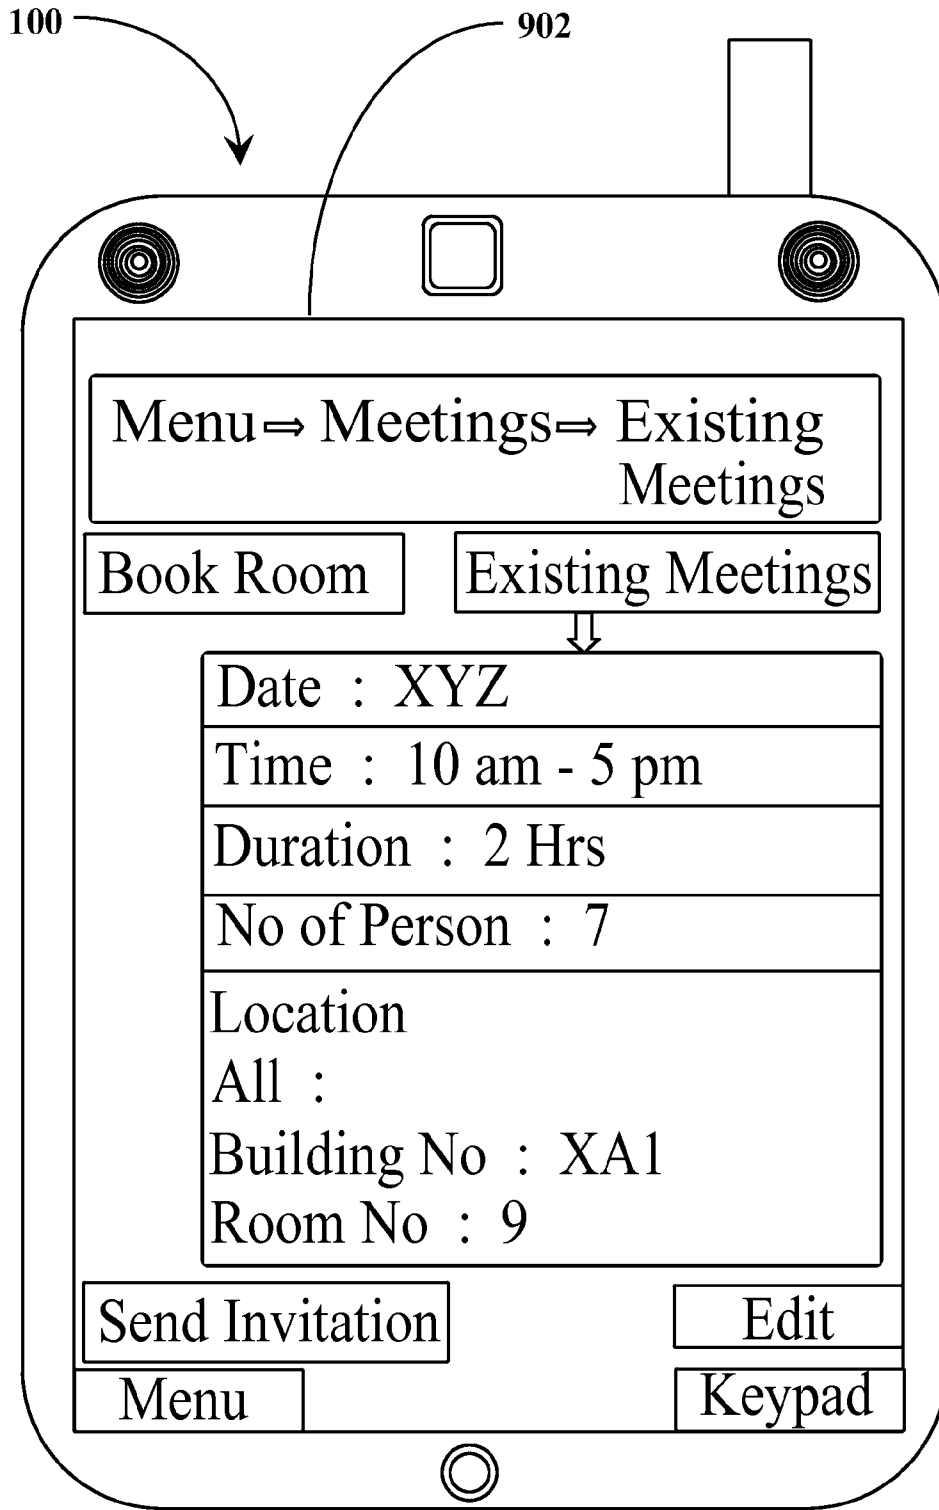 100
902
Menu⇒ Meetings⇒ Existing
Meetings
Book Room
Existing Meetings
Date : XYZ
Time : 10 am - 5 pm
Duration : 2 Hrs
No of Person : 7
Location
All :
Building No : XA1
Room No : 9
Send Invitation
Edit
Menu
Keypad